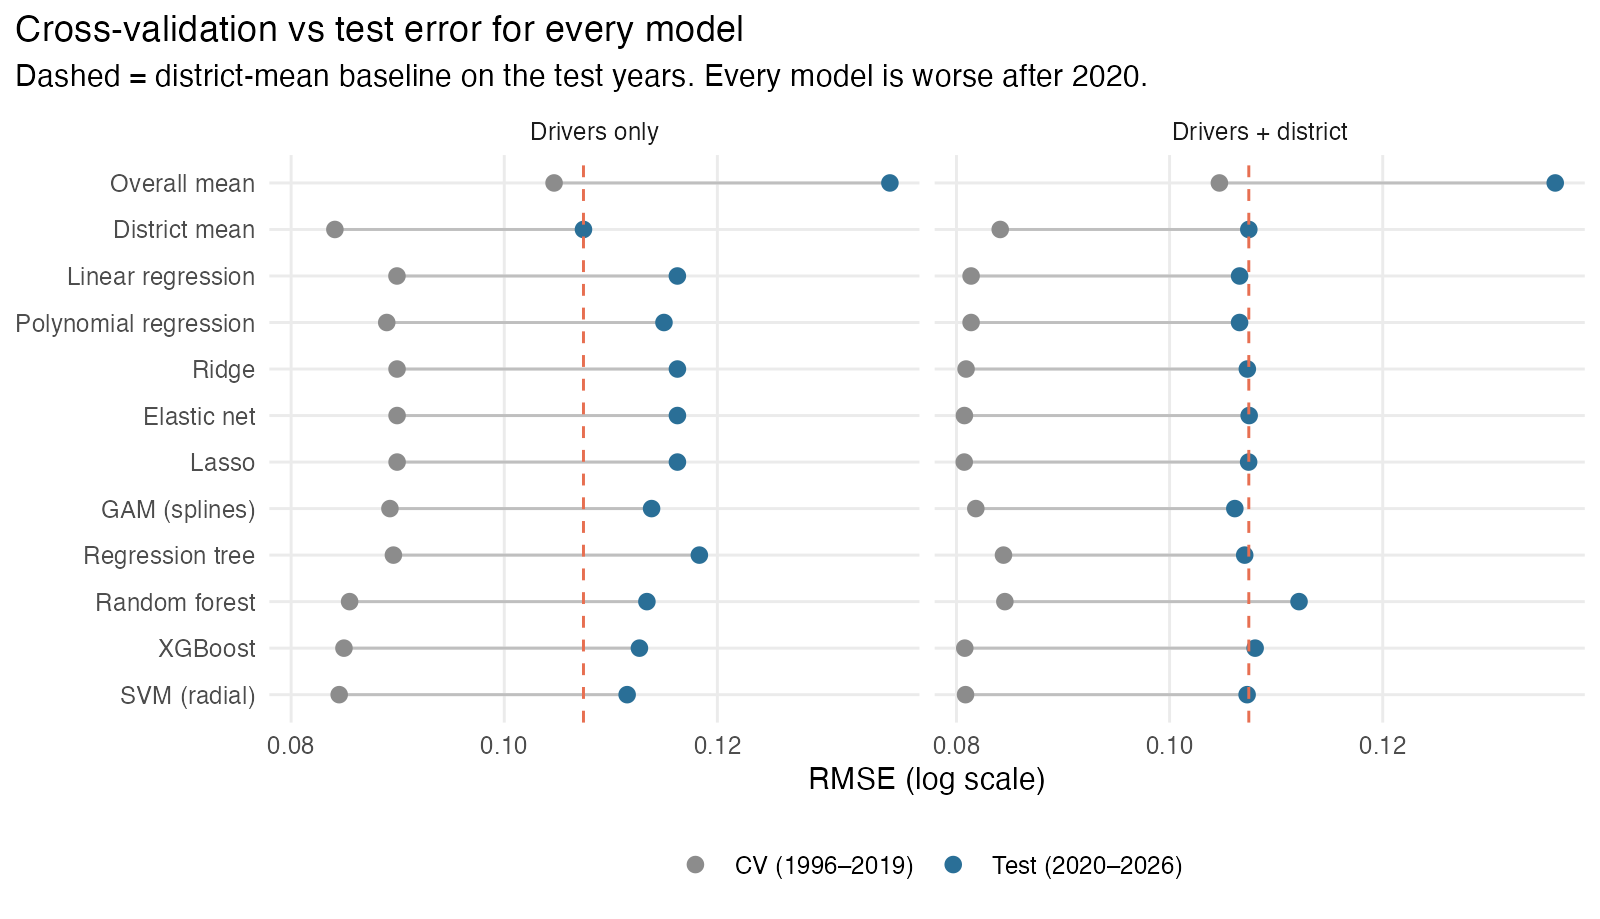 Cross-validation vs test error for every model
Dashed = district-mean baseline on the test years. Every model is worse after 2020.
Drivers only
Drivers + district
Overall mean
District mean
Linear regression
Polynomial regression
Ridge
Elastic net
Lasso
GAM (splines)
Regression tree
Random forest
XGBoost
SVM (radial)
0.08 0.10 0.12 0.08 0.10 0.12
RMSE (log scale)
CV (1996–2019) Test (2020–2026)